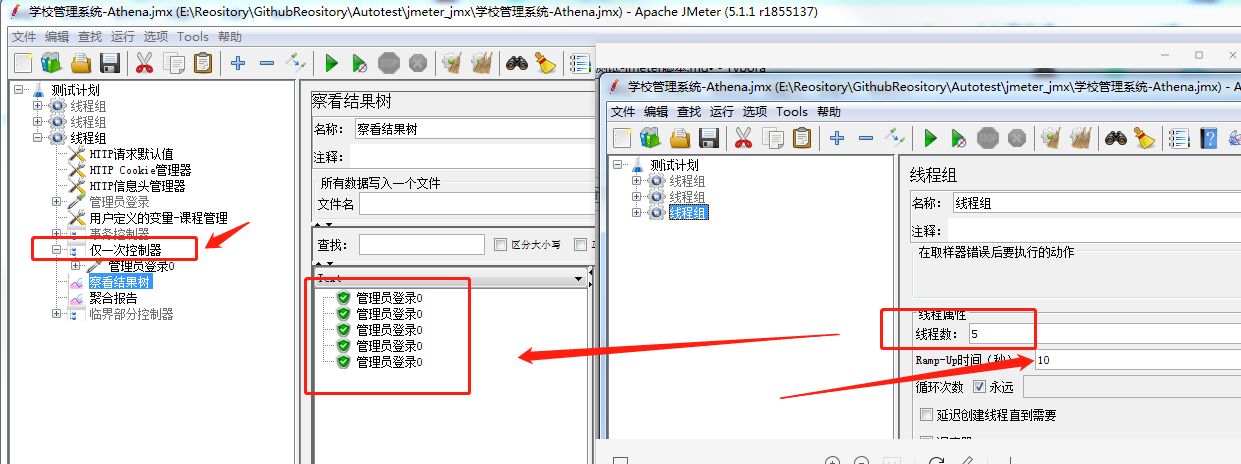 学校管理系统-Athena.jmx (E:\Reository\GithubReository\Autotest\jmeter_jmx\学校管理系统-Athena.jmx) - Apache JMeter (5.1.1 r1855137)
文件 编辑 查找 运行 选项 Tools 帮助
测试计划
线程组
线程组
线程组
HTTP请求默认值
HTTP Cookie管理器
HTTP信息头管理器
管理员登录
用户定义的变量-课程管理
事务控制器
仅一次控制器
管理员登录0
察看结果树
聚合报告
临界部分控制器
察看结果树
名称: 察看结果树
注释:
所有数据写入一个文件
文件名
查找: 区分大小写
Text
管理员登录0
管理员登录0
管理员登录0
管理员登录0
管理员登录0
学校管理系统-Athena.jmx (E:\Reository\GithubReository\Autotest\jmeter_jmx\学校管理系统-Athena.jmx) - A
文件 编辑 查找 运行 选项 Tools 帮助
测试计划
线程组
线程组
线程组
线程组
名称: 线程组
注释:
在取样器错误后要执行的动作
线程属性
线程数: 5
Ramp-Up时间(秒) 10
循环次数 永远
延迟创建线程直到需要